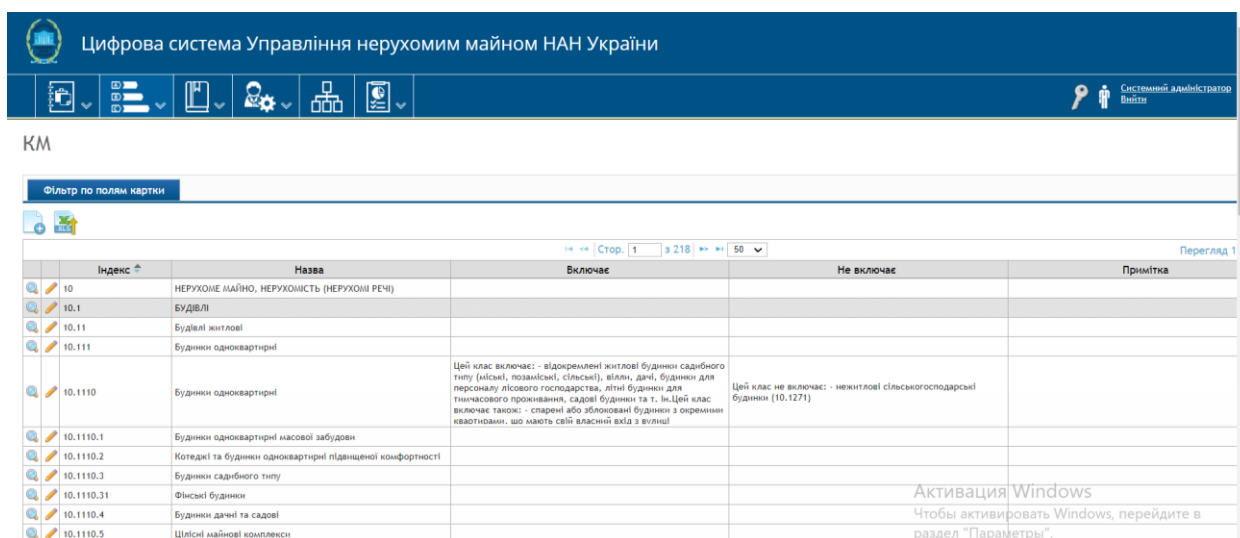 Цифрова система Управління нерухомим майном НАН України
Системний адміністратор
Вийти
КМ
Фільтр по полям картки
XLS
Стор. 1 з 218 50
Перегляд 1
Індекс Назва Включає Не включає Примітка
10 НЕРУХОМЕ МАЙНО, НЕРУХОМІСТЬ (НЕРУХОМІ РЕЧІ)
10.1 БУДІВЛІ
10.11 Будівлі житлові
10.111 Будинки одноквартирні
10.1110 Будинки одноквартирні
Цей клас включає: - відокремлені житлові будинки садибного
типу (міські, позаміські, сільські), вілли, дачі, будинки для
персоналу лісового господарства, літні будинки для
тимчасового проживання, садові будинки та т. ін.Цей клас
включає також: - спарені або зблоковані будинки з окремими
квартирами, що мають свій власний вхід з вулиці
Цей клас не включає: - нежитлові сільськогосподарські
будинки (10.1271)
10.1110.1 Будинки одноквартирні масової забудови
10.1110.2 Котеджі та будинки одноквартирні підвищеної комфортності
10.1110.3 Будинки садибного типу
10.1110.31 Фінські будинки
10.1110.4 Будинки дачні та садові
10.1110.5 Цілісні майнові комплекси
Активация Windows
Чтобы активировать Windows, перейдите в
раздел "Параметры".